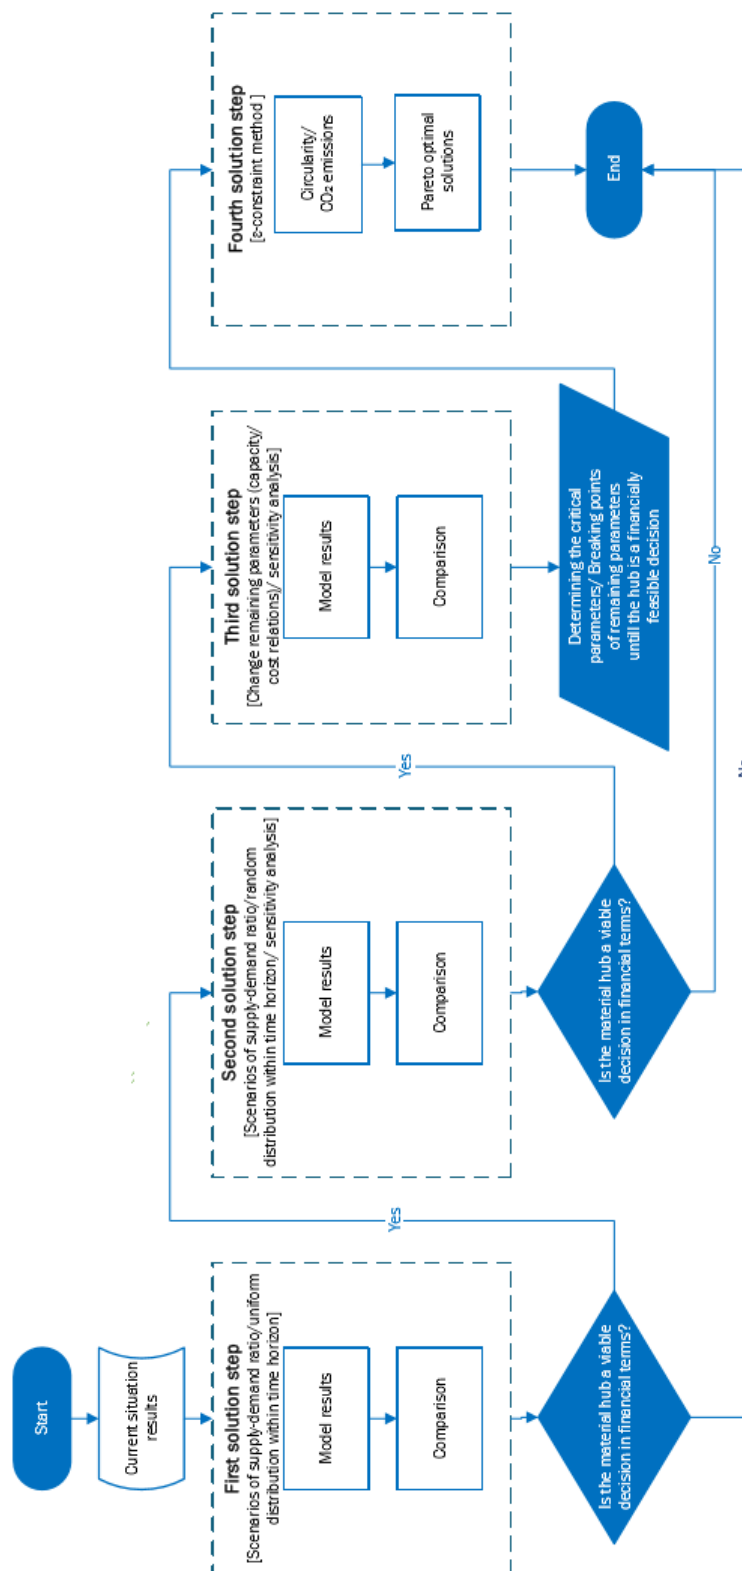 Start
Current situation
results
First solution step
[Scenarios of supply-demand ratio/uniform
distribution within time horizon]
Model results
Comparison
Is the material hub a viable
decision in financial terms?
Yes
Second solution step
[Scenarios of supply-demand ratio/random
distribution within time horizon/ sensitivity analysis]
Model results
Comparison
Is the material hub a viable
decision in financial terms?
Yes
Third solution step
[Change remaining parameters (capacity/
cost relations)/ sensitivity analysis]
Model results
Comparison
Determining the critical
parameters/ Breaking points
of remaining parameters
untill the hub is a financially
feasible decision
No
Fourth solution step
[ε-constraint method ]
Circularity/
CO₂ emissions
Pareto optimal
solutions
End